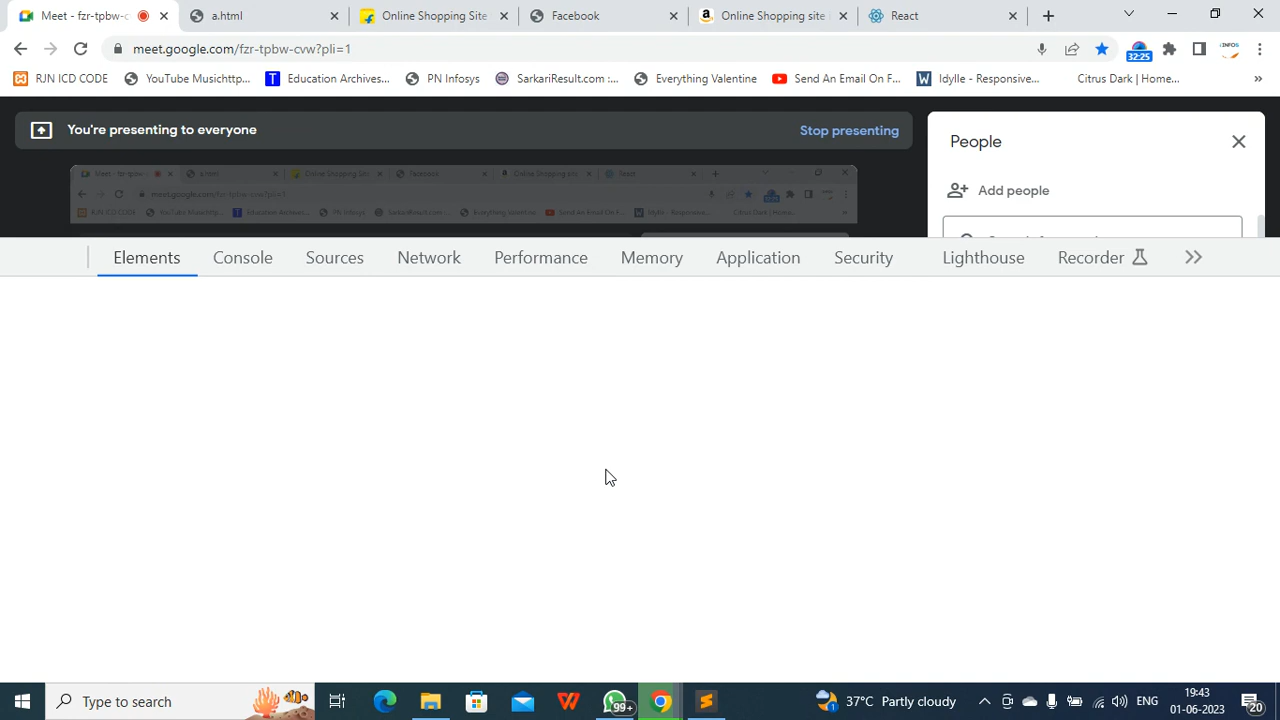 Meet - fzr-tpbw-c
a.html
Online Shopping Site
Facebook
Online Shopping site
React
meet.google.com/fzr-tpbw-cvw?pli=1
32:25
INFOS
RJN ICD CODE
YouTube Musichttp...
Education Archives...
PN Infosys
SarkariResult.com :...
Everything Valentine
Send An Email On F...
Idylle - Responsive...
Citrus Dark | Home...
You're presenting to everyone
Stop presenting
People
Add people
Elements
Console
Sources
Network
Performance
Memory
Application
Security
Lighthouse
Recorder
Type here to search
99+
37°C Partly cloudy
ENG
19:43
01-06-2023
20